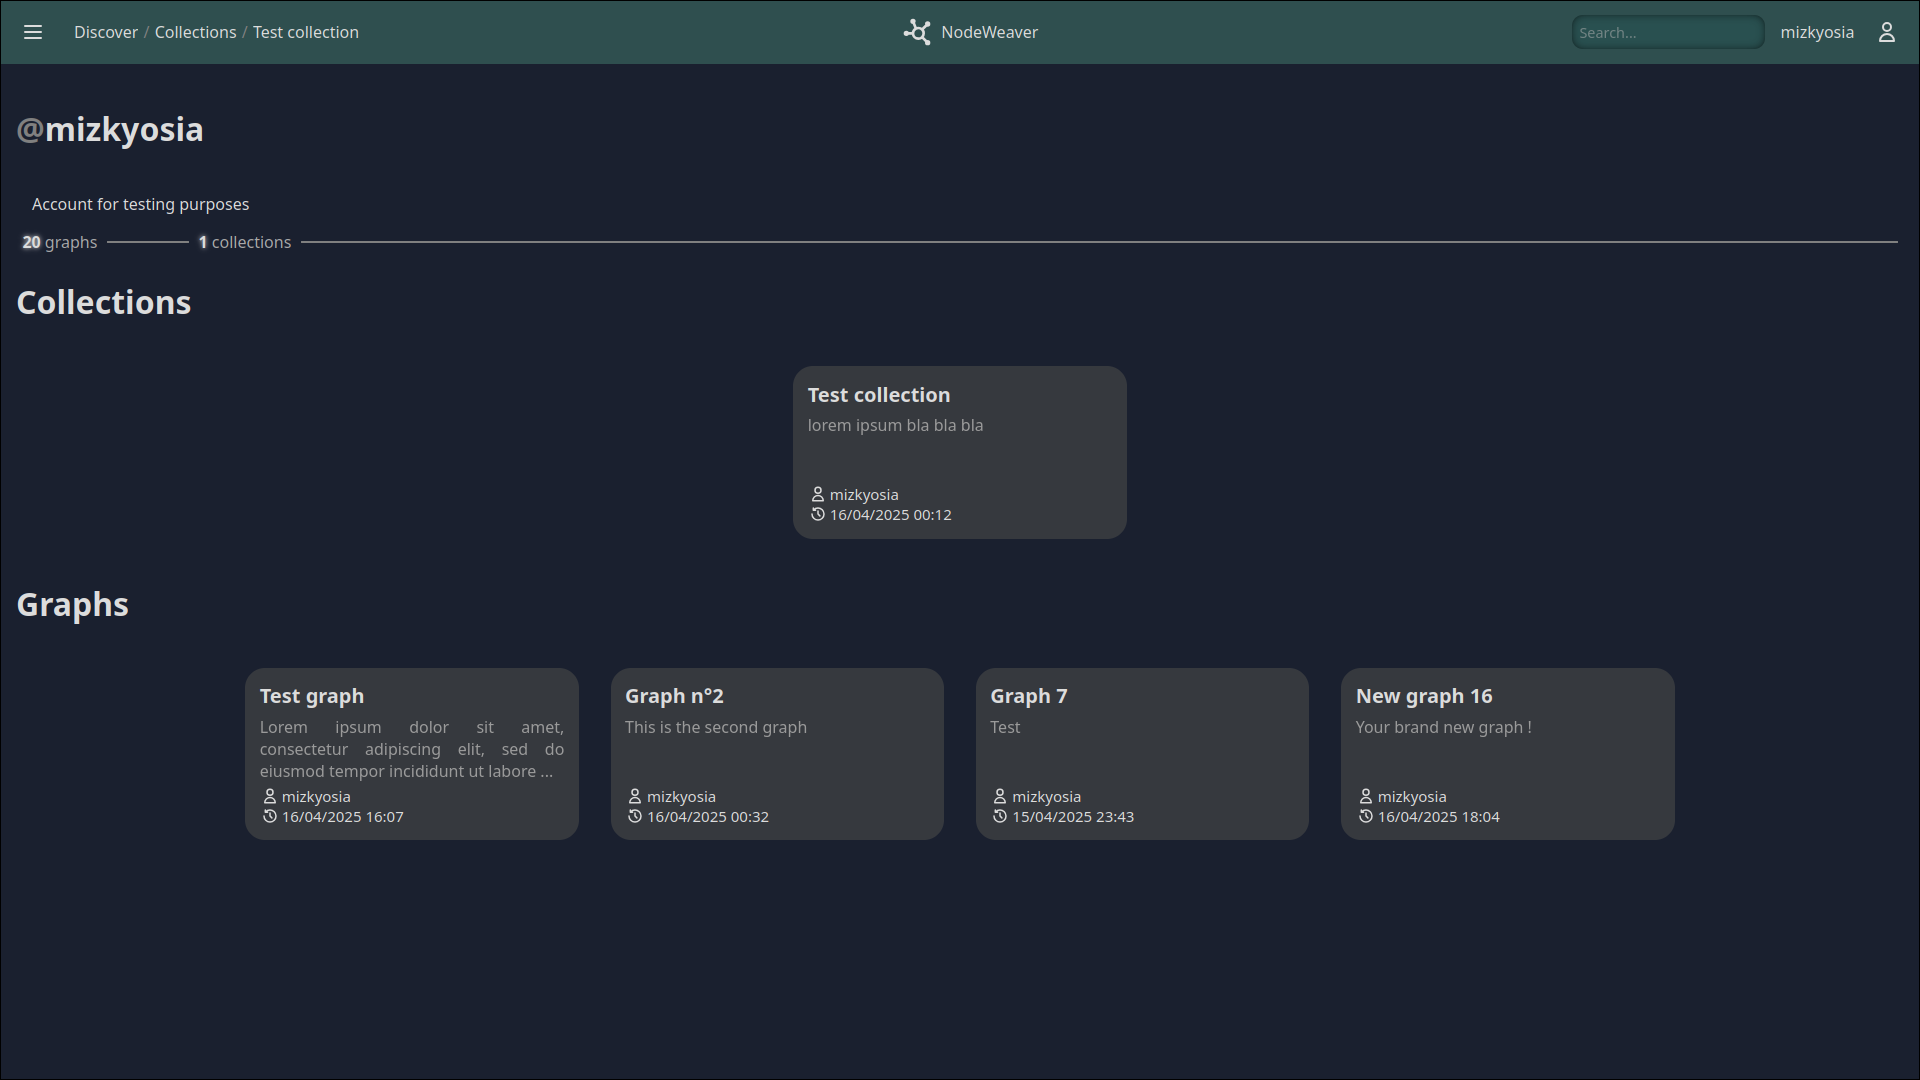 Discover / Collections / Test collection
NodeWeaver
Search...
mizkyosia
@mizkyosia
Account for testing purposes
20 graphs
1 collections
Collections
Test collection
lorem ipsum bla bla bla
mizkyosia
16/04/2025 00:12
Graphs
Test graph
Lorem ipsum dolor sit amet,
consectetur adipiscing elit, sed do
eiusmod tempor incididunt ut labore ...
mizkyosia
16/04/2025 16:07
Graph n°2
This is the second graph
mizkyosia
16/04/2025 00:32
Graph 7
Test
mizkyosia
15/04/2025 23:43
New graph 16
Your brand new graph !
mizkyosia
16/04/2025 18:04